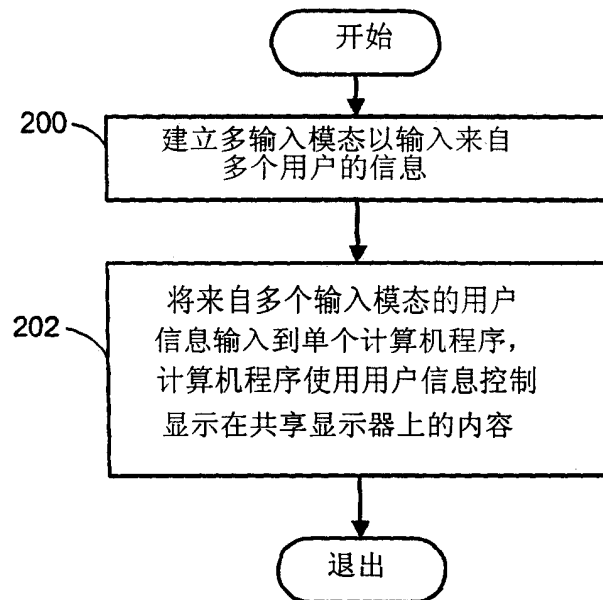 开始
200
建立多输入模态以输入来自
多个用户的信息
202
将来自多个输入模态的用户
信息输入到单个计算机程序，
计算机程序使用用户信息控制
显示在共享显示器上的内容
退出